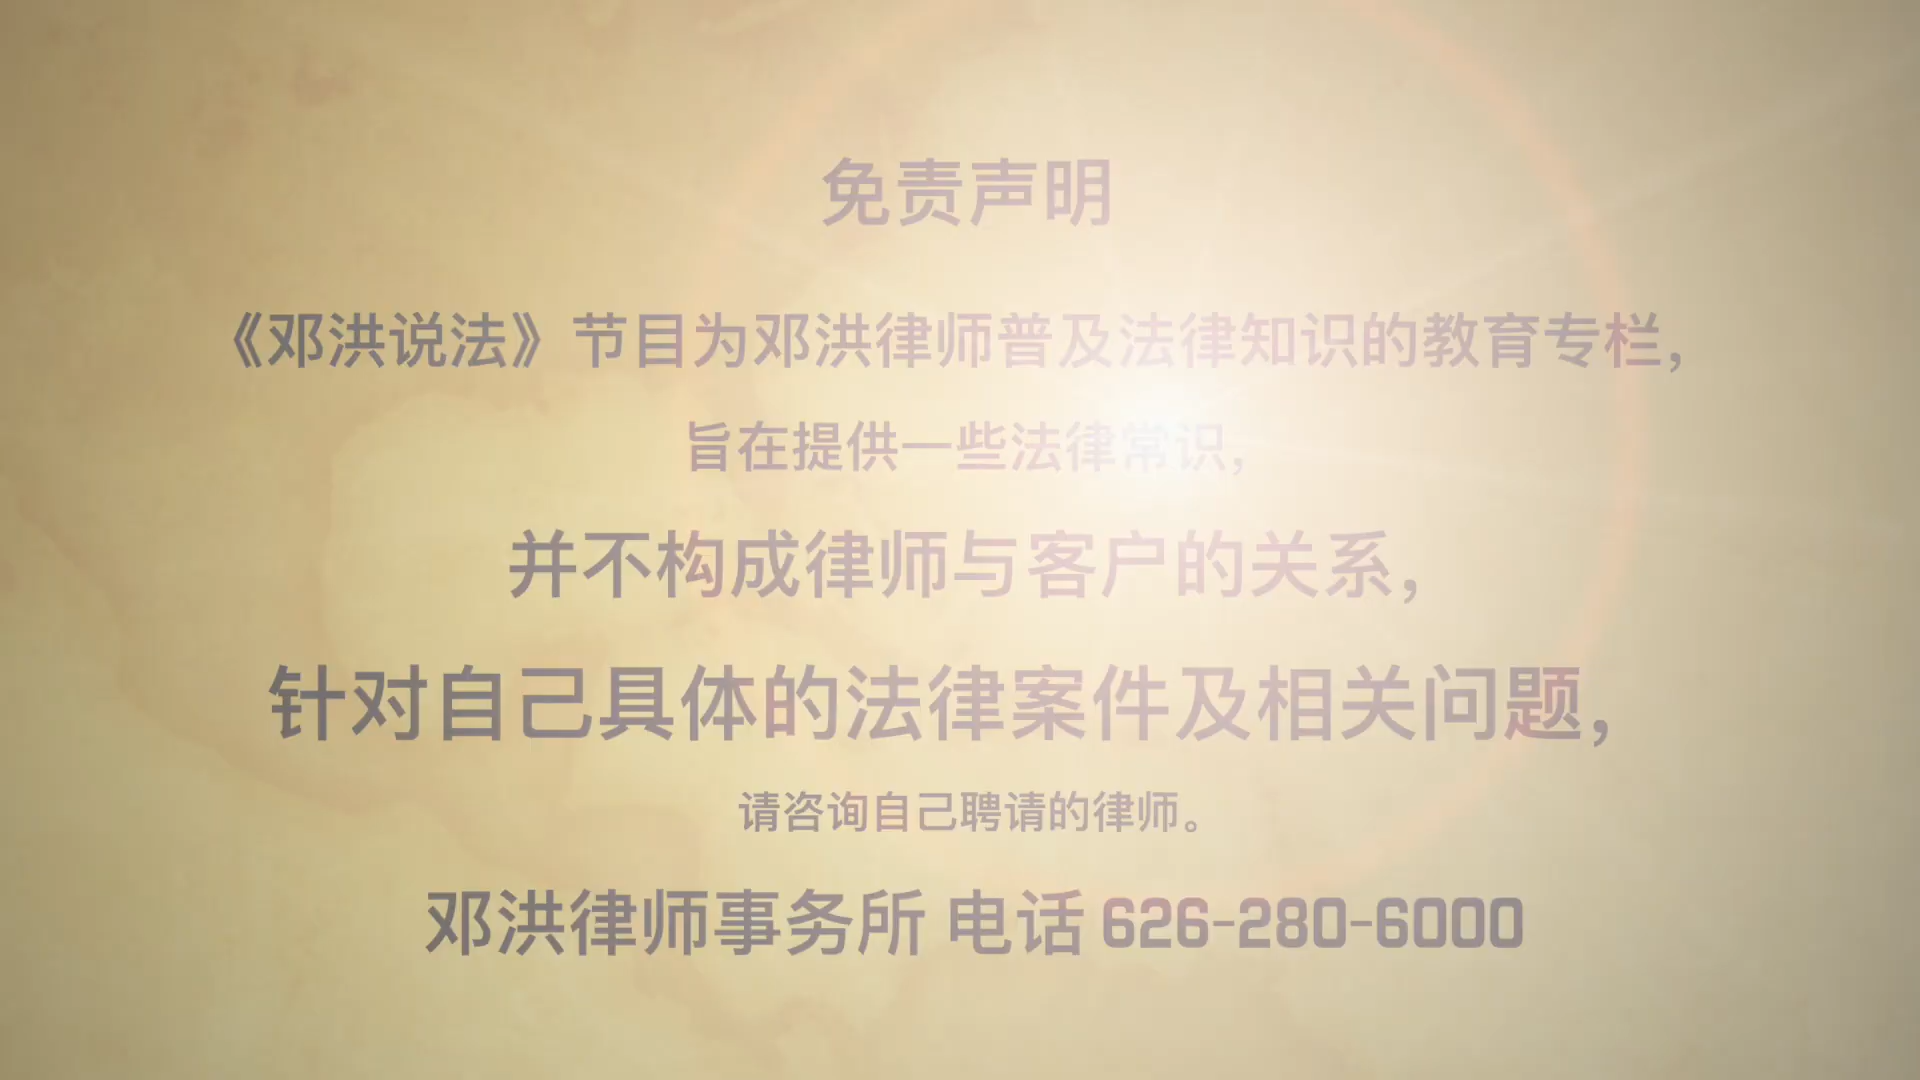 免责声明
《邓洪说法》节目为邓洪律师普及法律知识的教育专栏，
旨在提供一些法律常识，
并不构成律师与客户的关系，
针对自己具体的法律案件及相关问题，
请咨询自己聘请的律师。
邓洪律师事务所 电话 626-280-6000